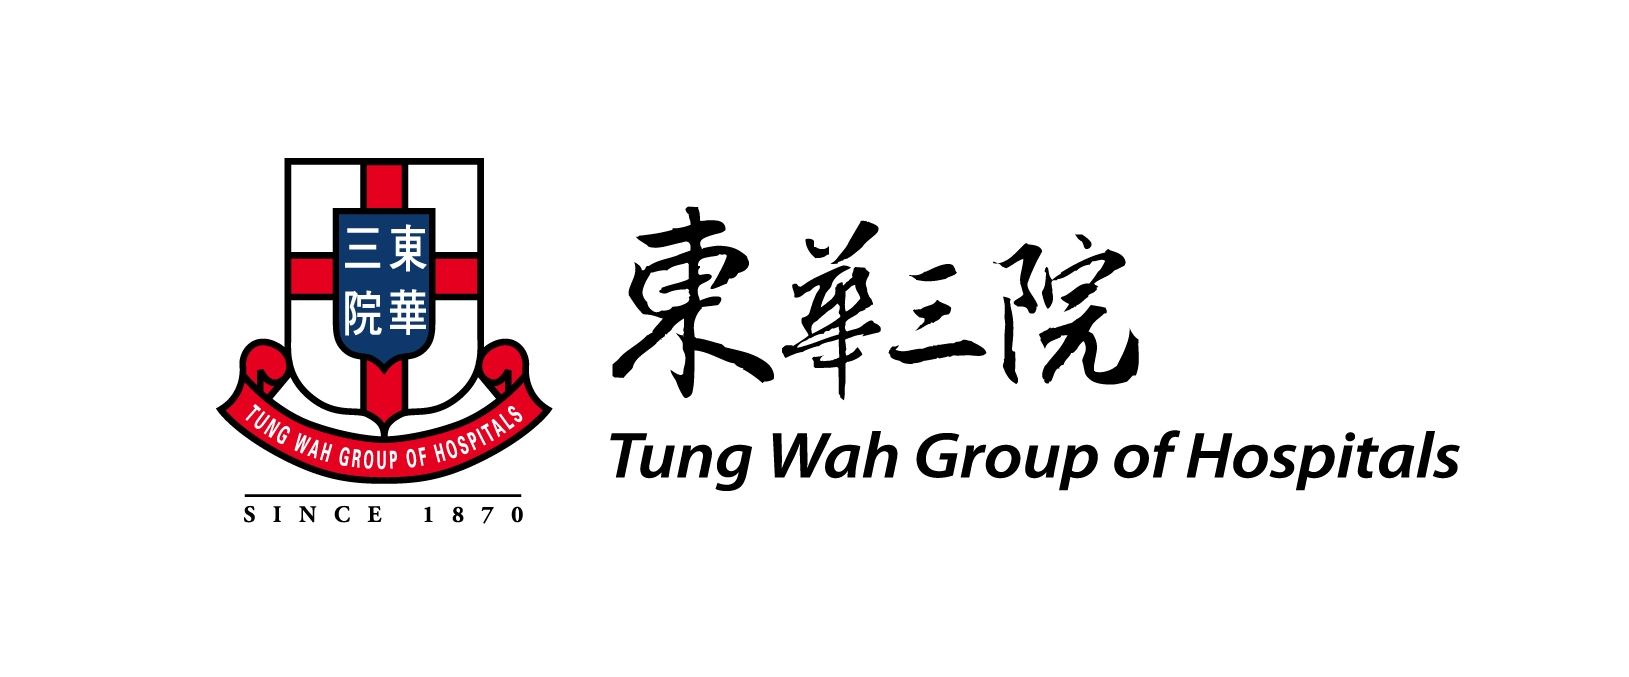 東華
三院
TUNG WAH GROUP OF HOSPITALS
SINCE 1870
東華三院
Tung Wah Group of Hospitals